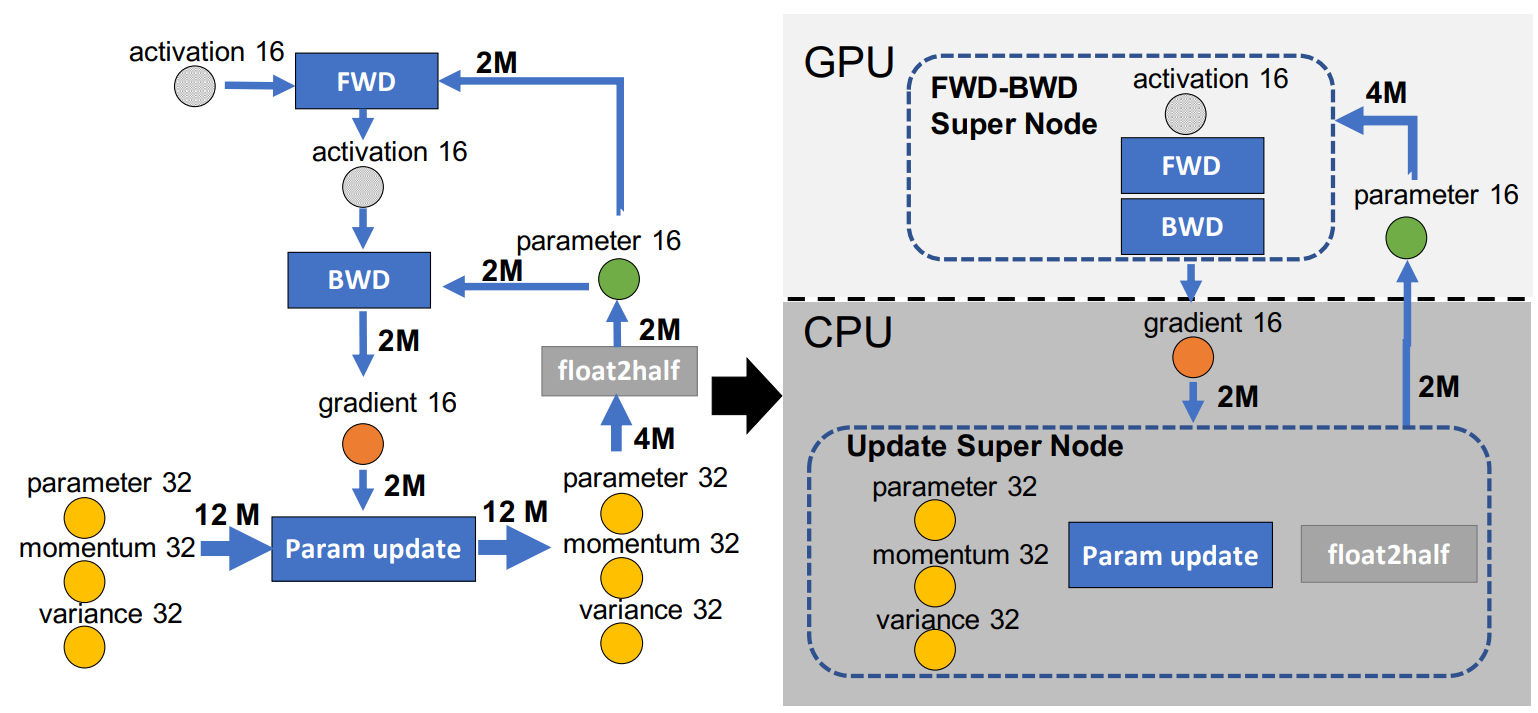 activation 16
FWD
2M
activation 16
parameter 16
BWD
2M
2M
2M
float2half
gradient 16
4M
2M
parameter 32
12 M
12 M
parameter 32
momentum 32
Param update
momentum 32
variance 32
variance 32
GPU
FWD-BWD
Super Node
activation 16
4M
FWD
BWD
parameter 16
CPU
gradient 16
2M
2M
Update Super Node
parameter 32
momentum 32
Param update
float2half
variance 32